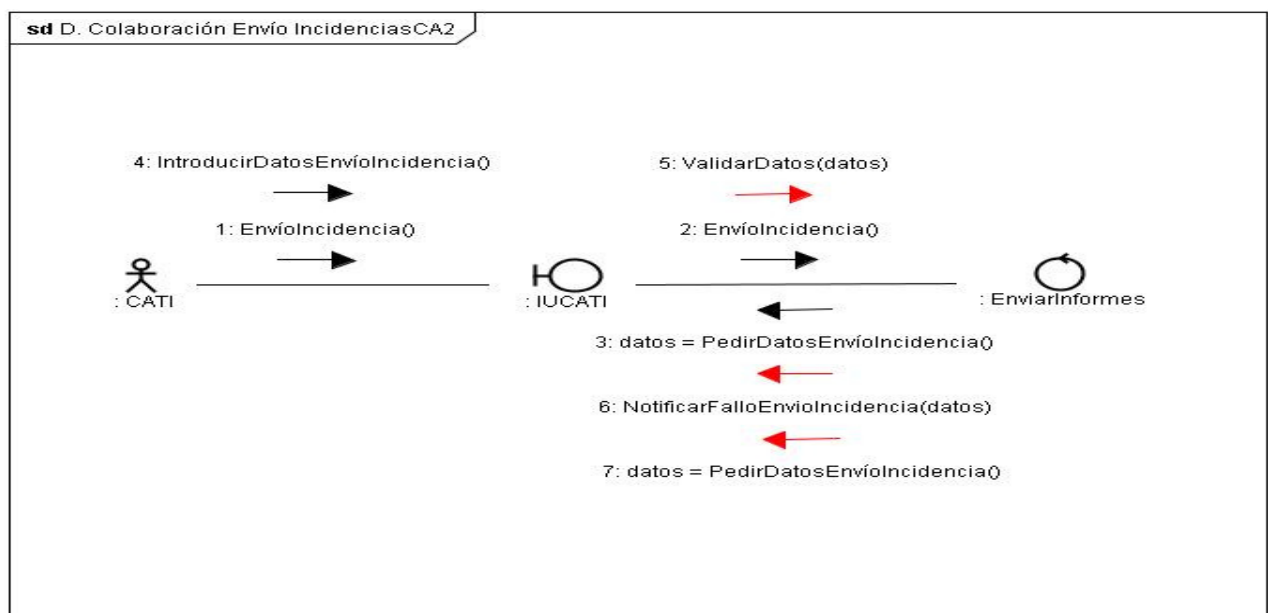 sd D. Colaboración Envío IncidenciasCA2
4: IntroducirDatosEnvíoIncidencia()
5: ValidarDatos(datos)
1: EnvíoIncidencia()
2: EnvíoIncidencia()
: CATI
: IUCATI
: EnviarInformes
3: datos = PedirDatosEnvíoIncidencia()
6: NotificarFalloEnvioIncidencia(datos)
7: datos = PedirDatosEnvíoIncidencia()